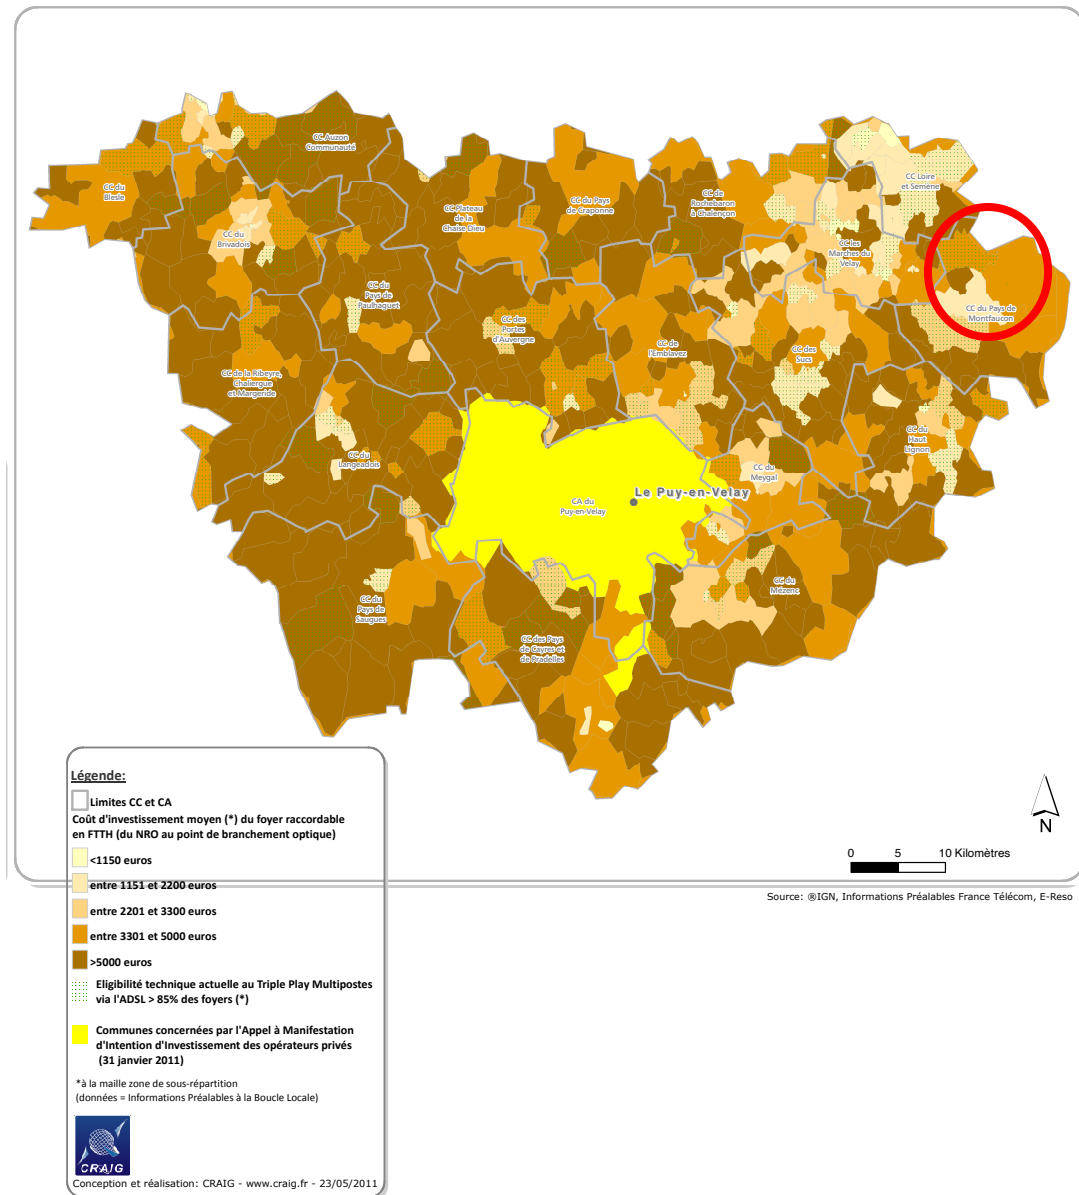 CC Auzon
Communauté
CC Loire
et Semène
CC du
Blesle
CC de
Rochebaron
à Chalençon
CC du Pays
de Craponne
CC Plateau
de la
Chaise Dieu
CC du
Brivadois
CC les
Marches du
Velay
CC du
Pays de
Paulhaguet
CC du Pays de
Montfaucon
CC des
Portes
d'Auvergne
CC de
l'Emblavez
CC des
Sucs
CC de la Ribeyre,
Chaliergue
et Margeride
CC du
Haut
Lignon
CC du
Langeadois
CC du
Meygal
Le Puy-en-Velay
CA du
Puy-en-Velay
CC du
Mézenc
CC du
Pays de
Saugues
CC des Pays
de Cayres et
de Pradelles
N
0 5 10 Kilomètres
Source: ®IGN, Informations Préalables France Télécom, E-Reso
Légende:
Limites CC et CA
Coût d'investissement moyen (*) du foyer raccordable
en FTTH (du NRO au point de branchement optique)
<1150 euros
entre 1151 et 2200 euros
entre 2201 et 3300 euros
entre 3301 et 5000 euros
>5000 euros
Eligibilité technique actuelle au Triple Play Multipostes
via l'ADSL > 85% des foyers (*)
Communes concernées par l'Appel à Manifestation
d'Intention d'Investissement des opérateurs privés
(31 janvier 2011)
*à la maille zone de sous-répartition
(données = Informations Préalables à la Boucle Locale)
CRAIG
Conception et réalisation: CRAIG - www.craig.fr - 23/05/2011